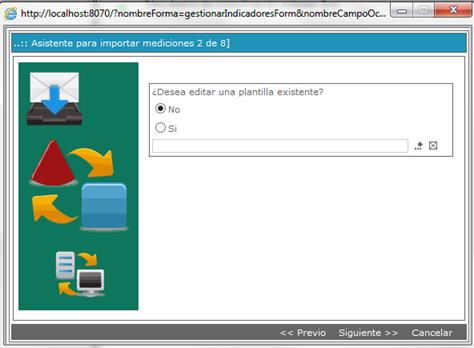 http://localhost:8070/?nombreForma=gestionarIndicadoresForm&nombreCampoOc...
..:: Asistente para importar mediciones 2 de 8]
¿Desea editar una plantilla existente?
No
Si
<< Previo Siguiente >> Cancelar